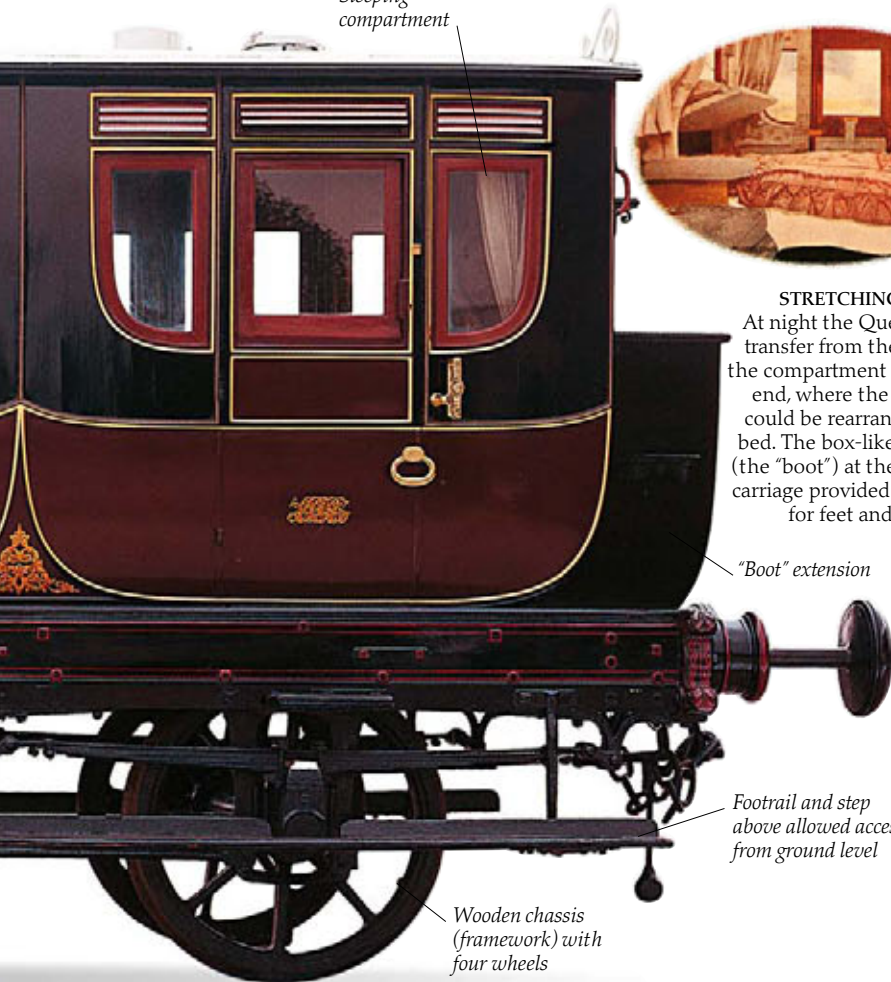 compartment
STRETCHING
At night the Que
transfer from the
the compartment
end, where the
could be rearran
bed. The box-like
(the “boot”) at the
carriage provided
for feet and
“Boot” extension
Footrail and step
above allowed acces
from ground level
Wooden chassis
(framework) with
four wheels